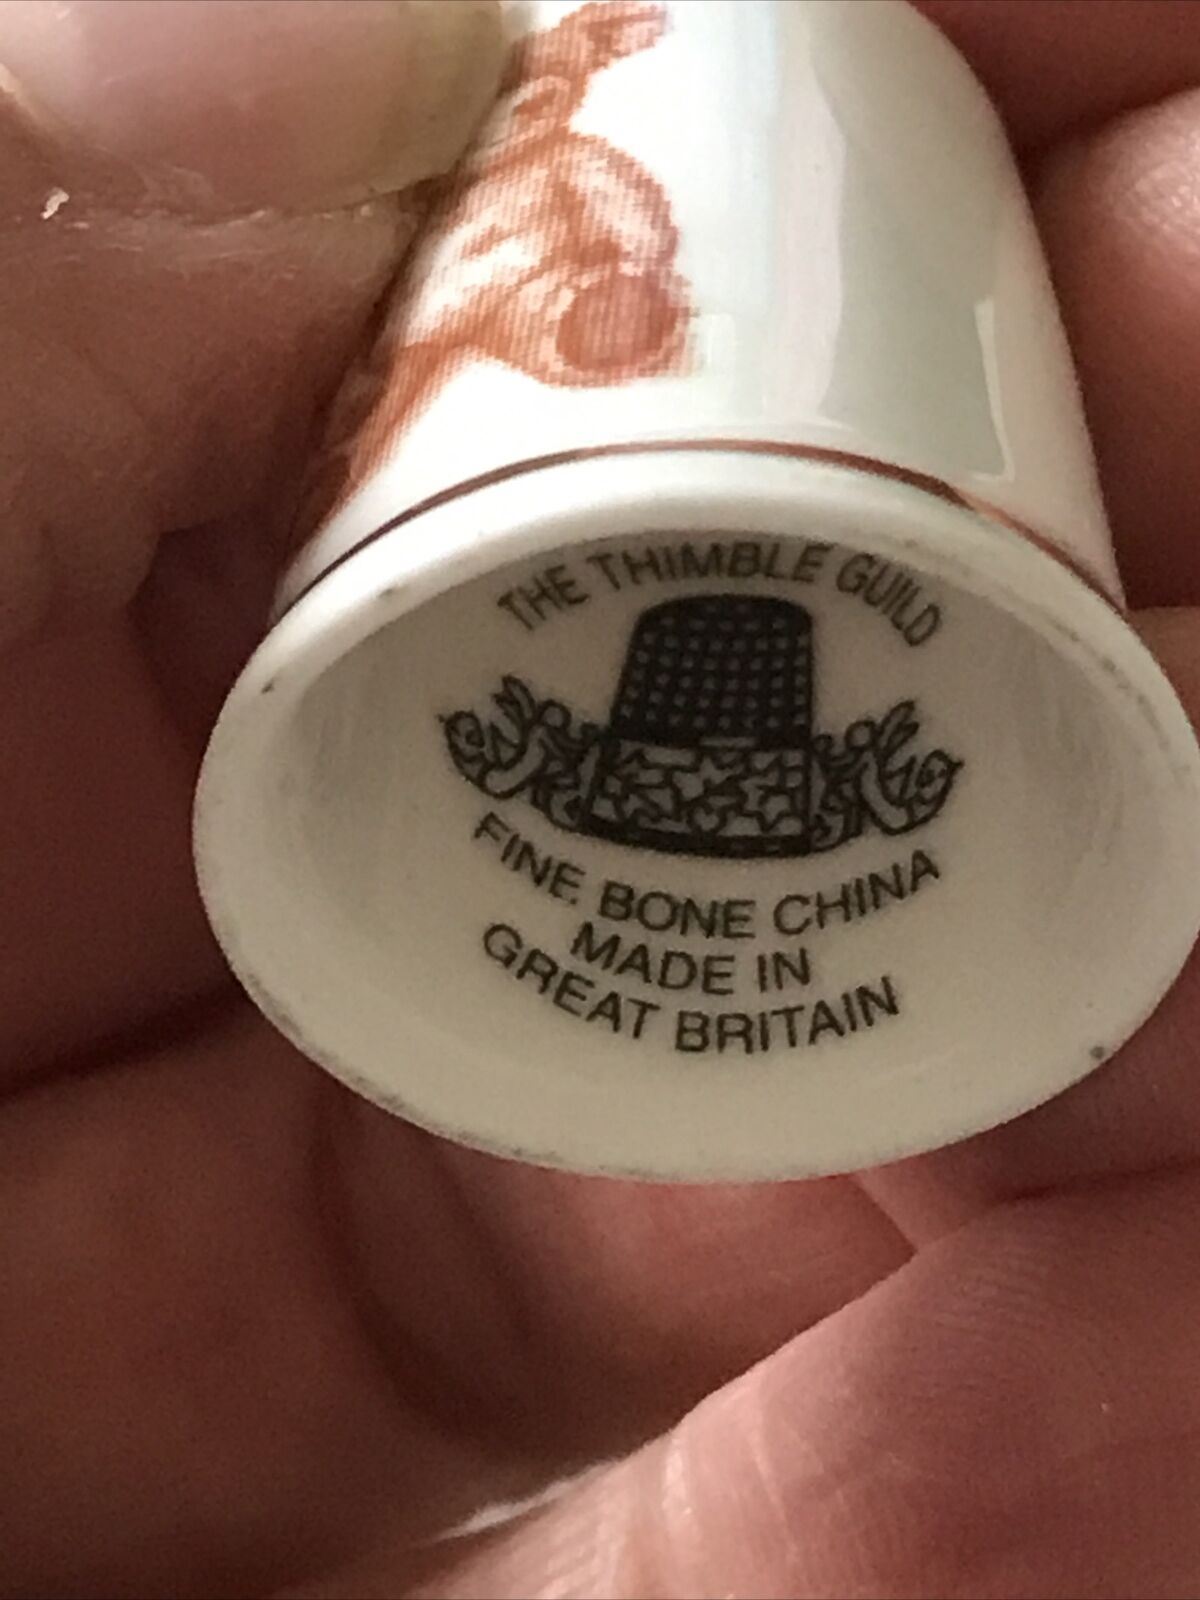 THE THIMBLE GUILD
FINE BONE CHINA
MADE IN
GREAT BRITAIN